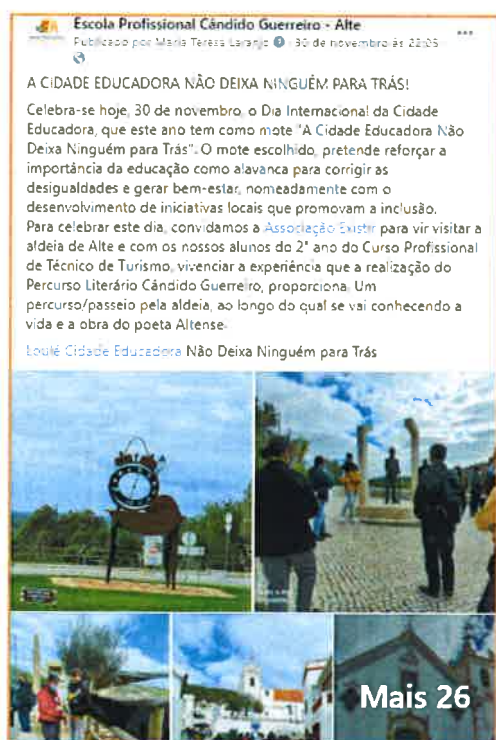 Escola Profissional Cândido Guerreiro - Alte
Publicado por Maria Teresa Laranjo · 30 de novembro às 22:05
A CIDADE EDUCADORA NÃO DEIXA NINGUÉM PARA TRÁS!
Celebra-se hoje, 30 de novembro, o Dia Internacional da Cidade
Educadora, que este ano tem como mote "A Cidade Educadora Não
Deixa Ninguém para Trás". O mote escolhido, pretende reforçar a
importância da educação como alavanca para corrigir as
desigualdades e gerar bem-estar, nomeadamente com o
desenvolvimento de iniciativas locais que promovam a inclusão.
Para celebrar este dia, convidamos a Associação Existir para vir visitar a
aldeia de Alte e com os nossos alunos do 2° ano do Curso Profissional
de Técnico de Turismo, vivenciar a experiência que a realização do
Percurso Literário Cândido Guerreiro, proporciona. Um
percurso/passeio pela aldeia, ao longo do qual se vai conhecendo a
vida e a obra do poeta Altense.
Loulé Cidade Educadora Não Deixa Ninguém para Trás
Mais 26